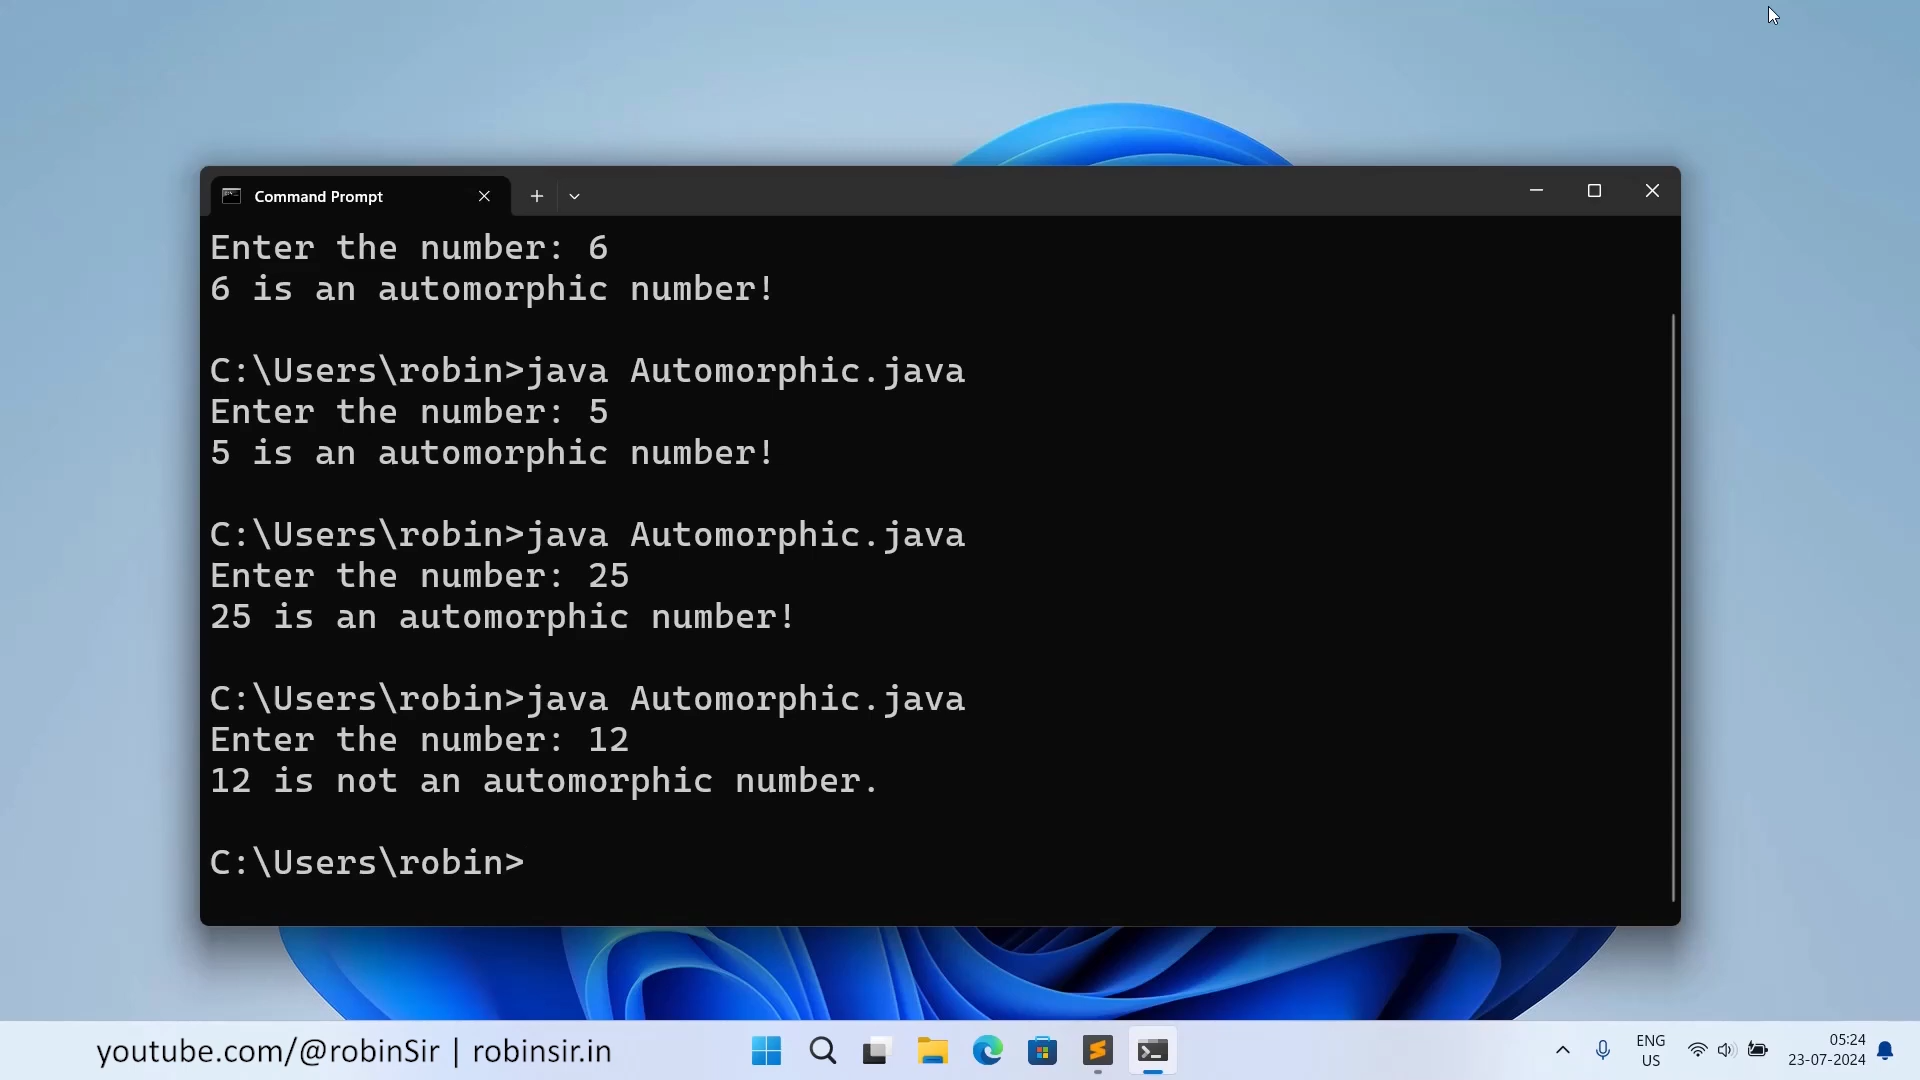 Command Prompt
Enter the number: 6
6 is an automorphic number!
C:\Users\robin>java Automorphic.java
Enter the number: 5
5 is an automorphic number!
C:\Users\robin>java Automorphic.java
Enter the number: 25
25 is an automorphic number!
C:\Users\robin>java Automorphic.java
Enter the number: 12
12 is not an automorphic number.
C:\Users\robin>
youtube.com/@robinSir | robinsir.in
ENG
US
05:24
23-07-2024